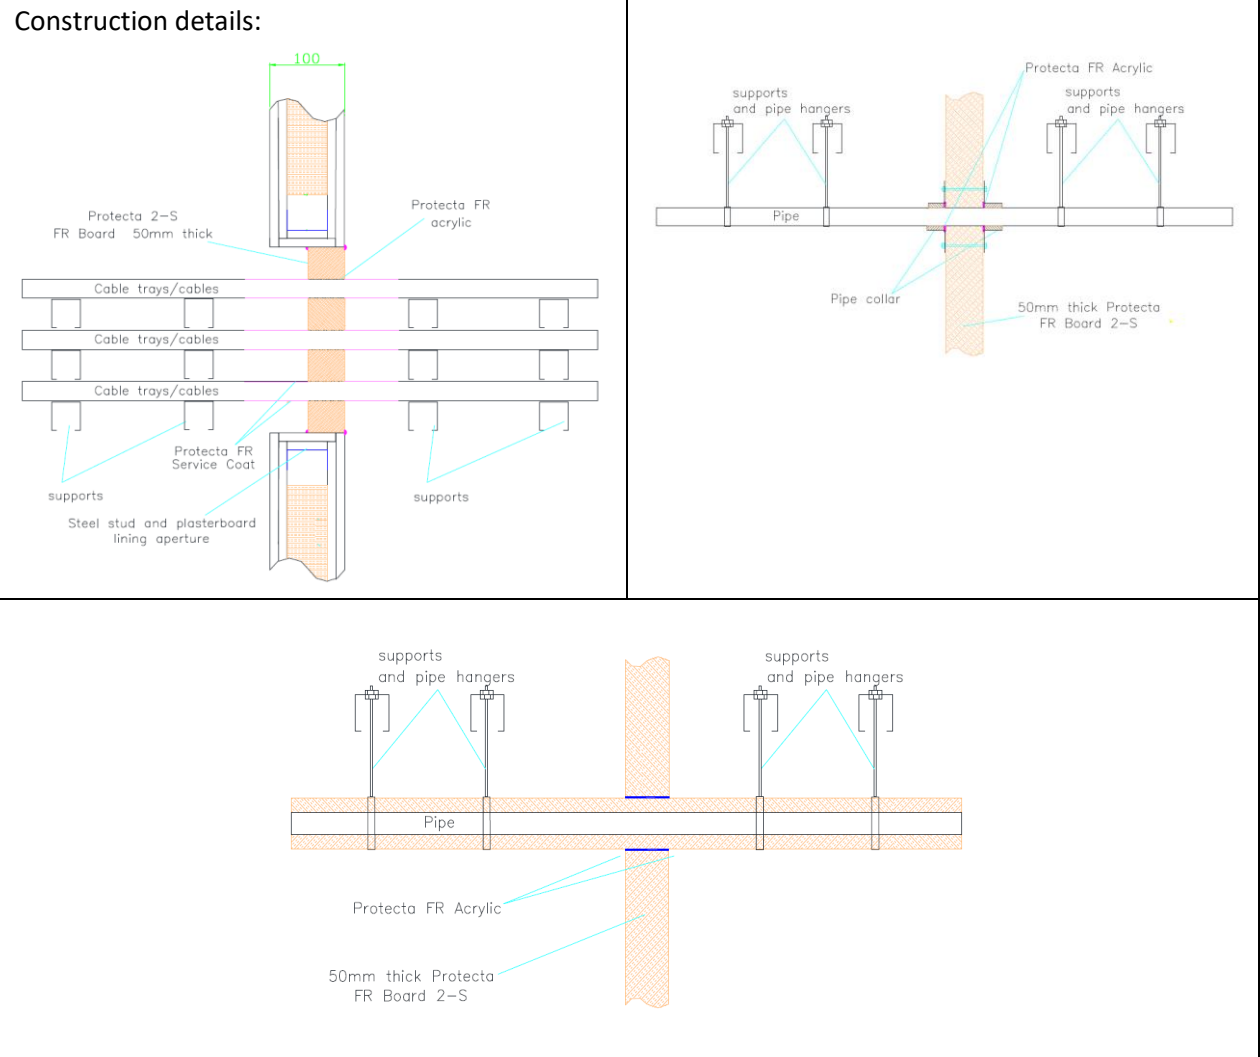 Construction details:
100
Protecta 2-S
FR Board 50mm thick
Protecta FR
acrylic
Cable trays/cables
Cable trays/cables
Cable trays/cables
Protecta FR
Service Coat
supports
supports
Steel stud and plasterboard
lining aperture
Protecta FR Acrylic
supports
and pipe hangers
supports
and pipe hangers
Pipe
Pipe collar
50mm thick Protecta
FR Board 2-S
supports
and pipe hangers
supports
and pipe hangers
Pipe
Protecta FR Acrylic
50mm thick Protecta
FR Board 2-S